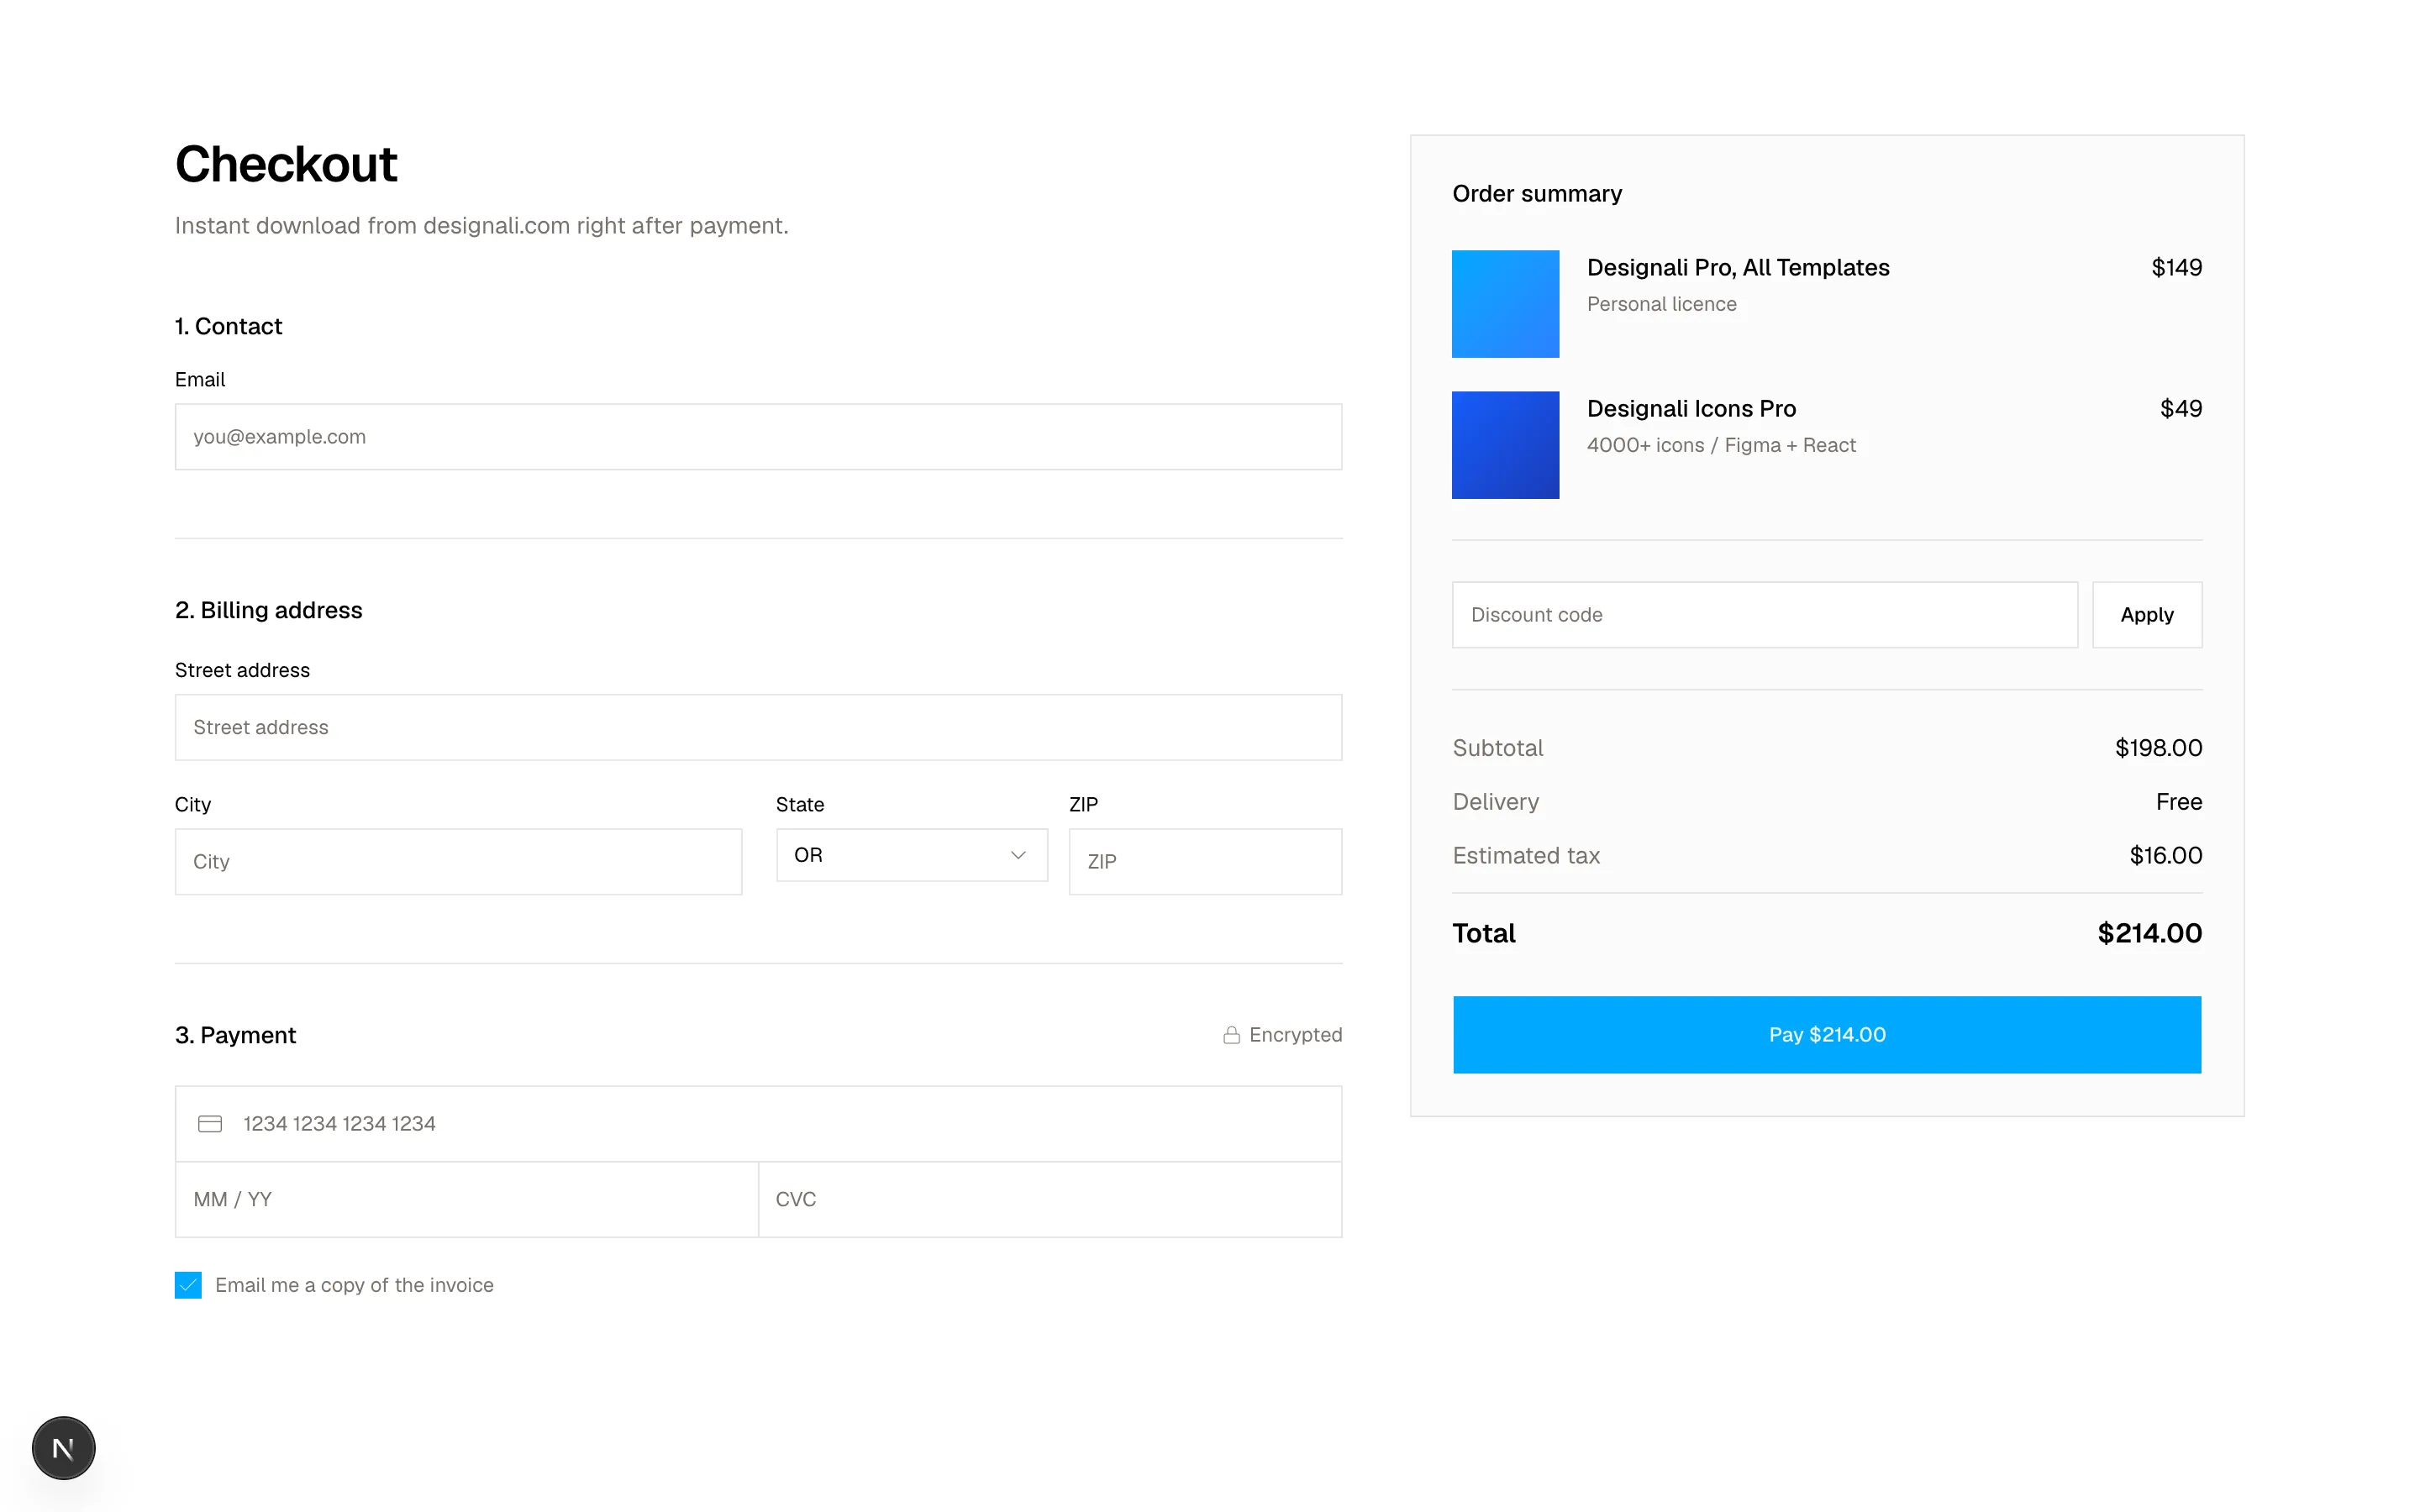 Checkout
Instant download from designali.com right after payment.
1. Contact
Email
you@example.com
2. Billing address
Street address
Street address
City
State
ZIP
City
OR
ZIP
3. Payment
Encrypted
1234 1234 1234 1234
MM / YY
CVC
Email me a copy of the invoice
Order summary
Designali Pro, All Templates
$149
Personal licence
Designali Icons Pro
$49
4000+ icons / Figma + React
Discount code
Apply
Subtotal
$198.00
Delivery
Free
Estimated tax
$16.00
Total
$214.00
Pay $214.00
N